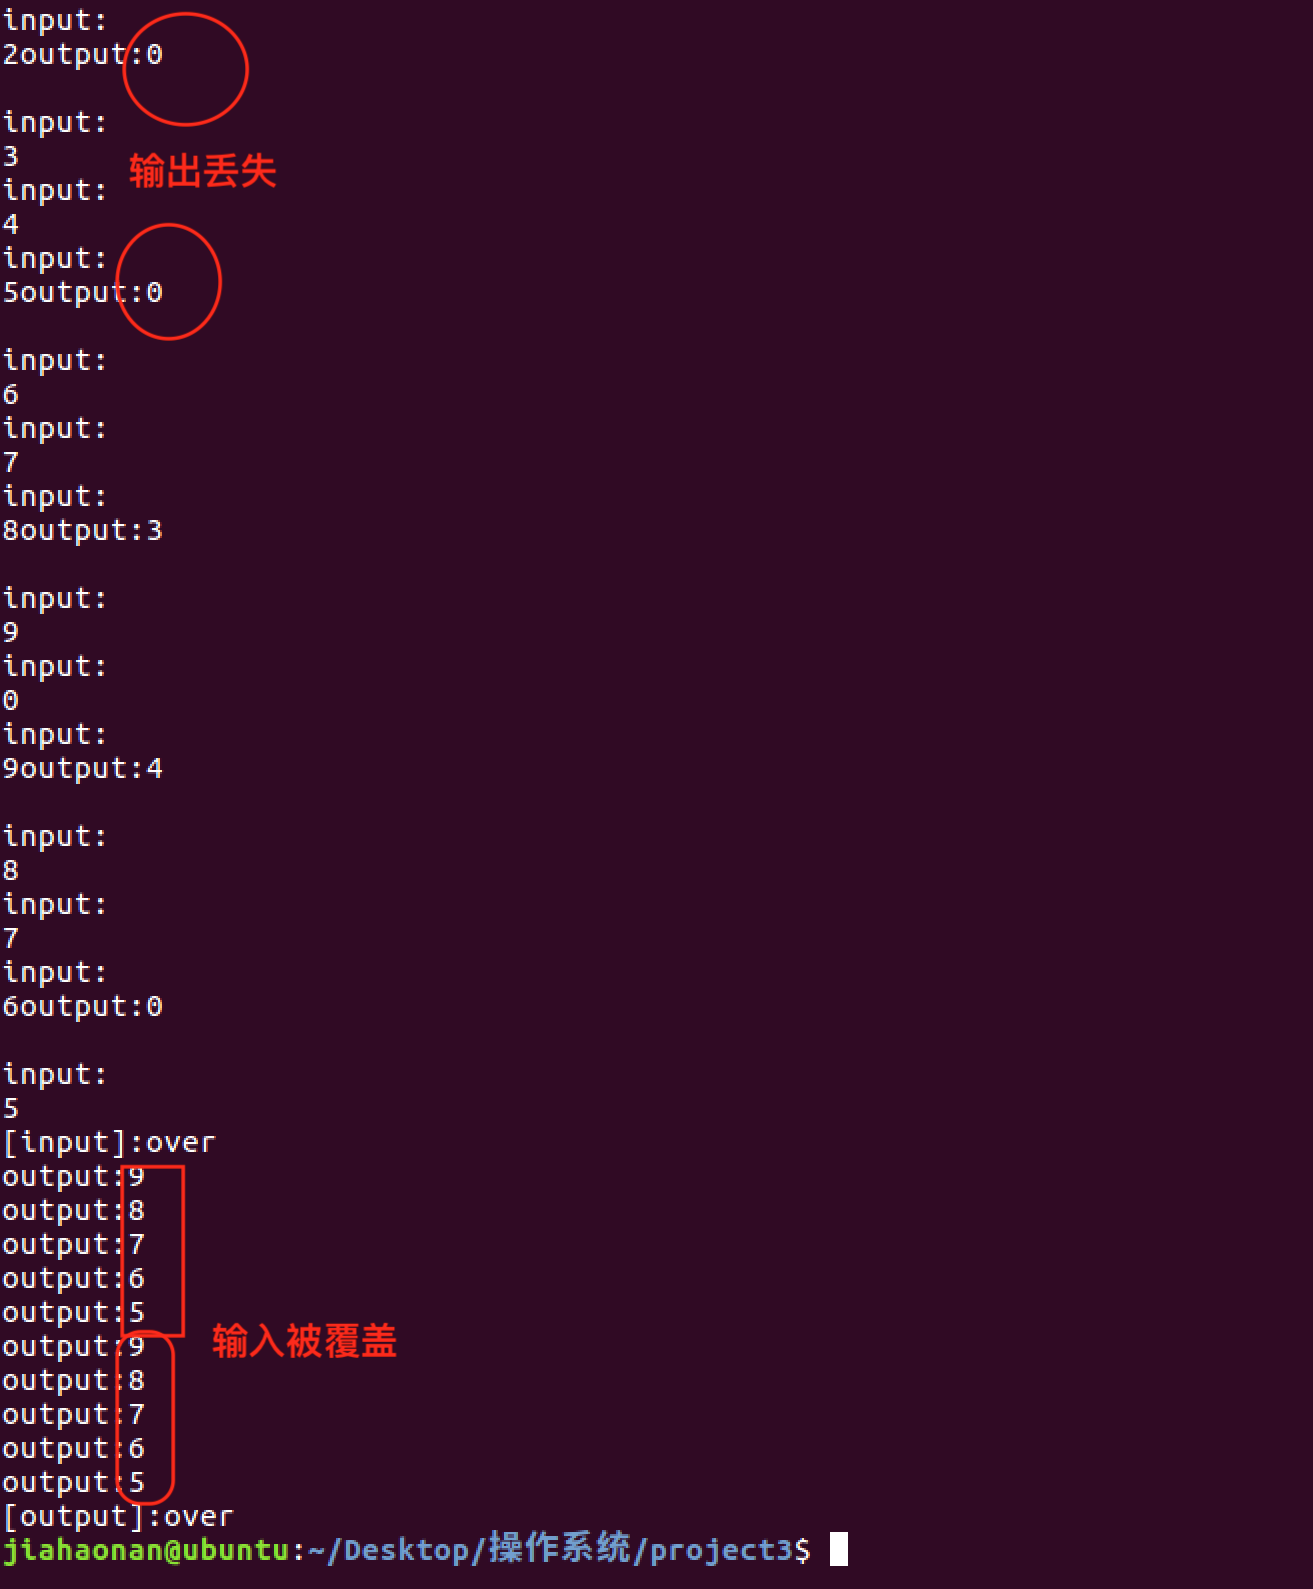 input:
2output:0
input:
3
输出丢失
input:
4
input:
5output:0
input:
6
input:
7
input:
8output:3
input:
9
input:
0
input:
9output:4
input:
8
input:
7
input:
6output:0
input:
5
[input]:over
output:9
output:8
output:7
output:6
output:5
输入被覆盖
output:9
output:8
output:7
output:6
output:5
[output]:over
jiahaonan@ubuntu:~/Desktop/操作系统/project3$